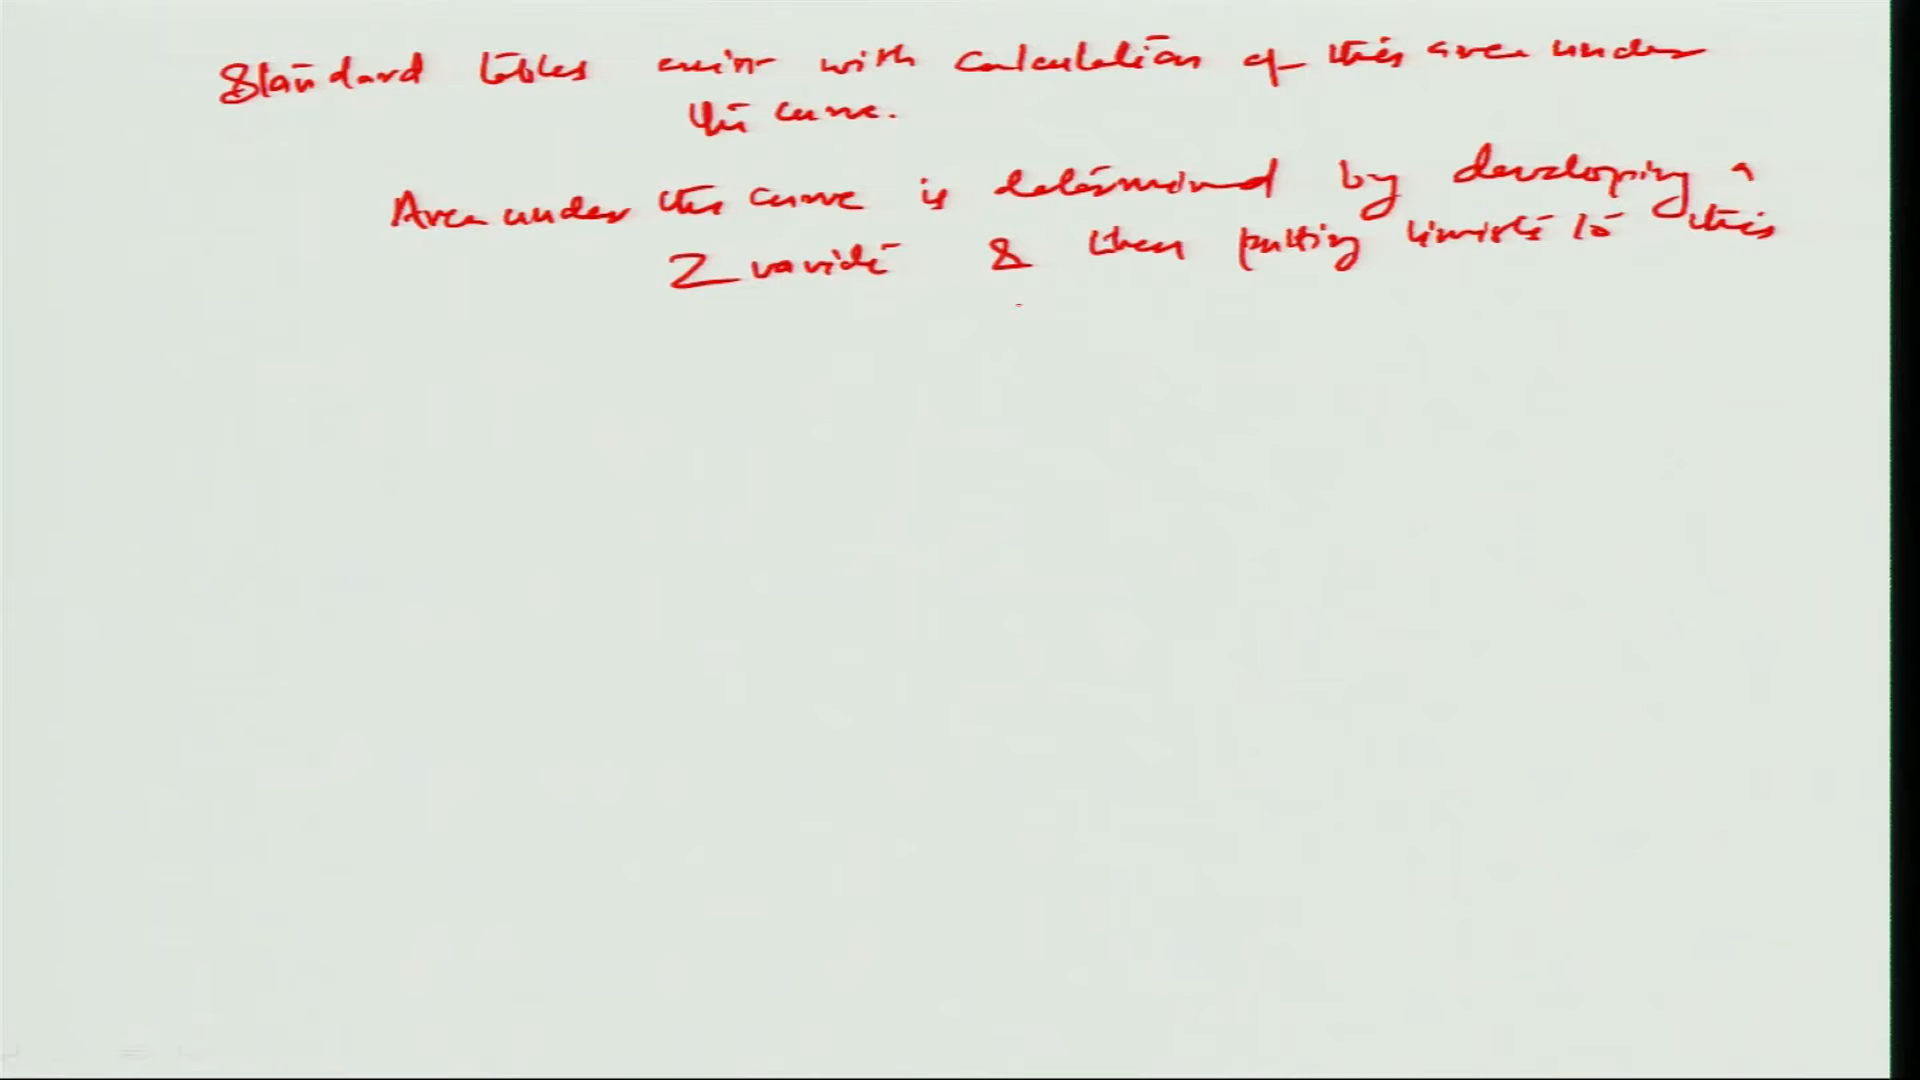 Standard tables exist with calculation of this area under
the curve.
Area under the curve is determined by developing a
Z variate & then putting limits to this